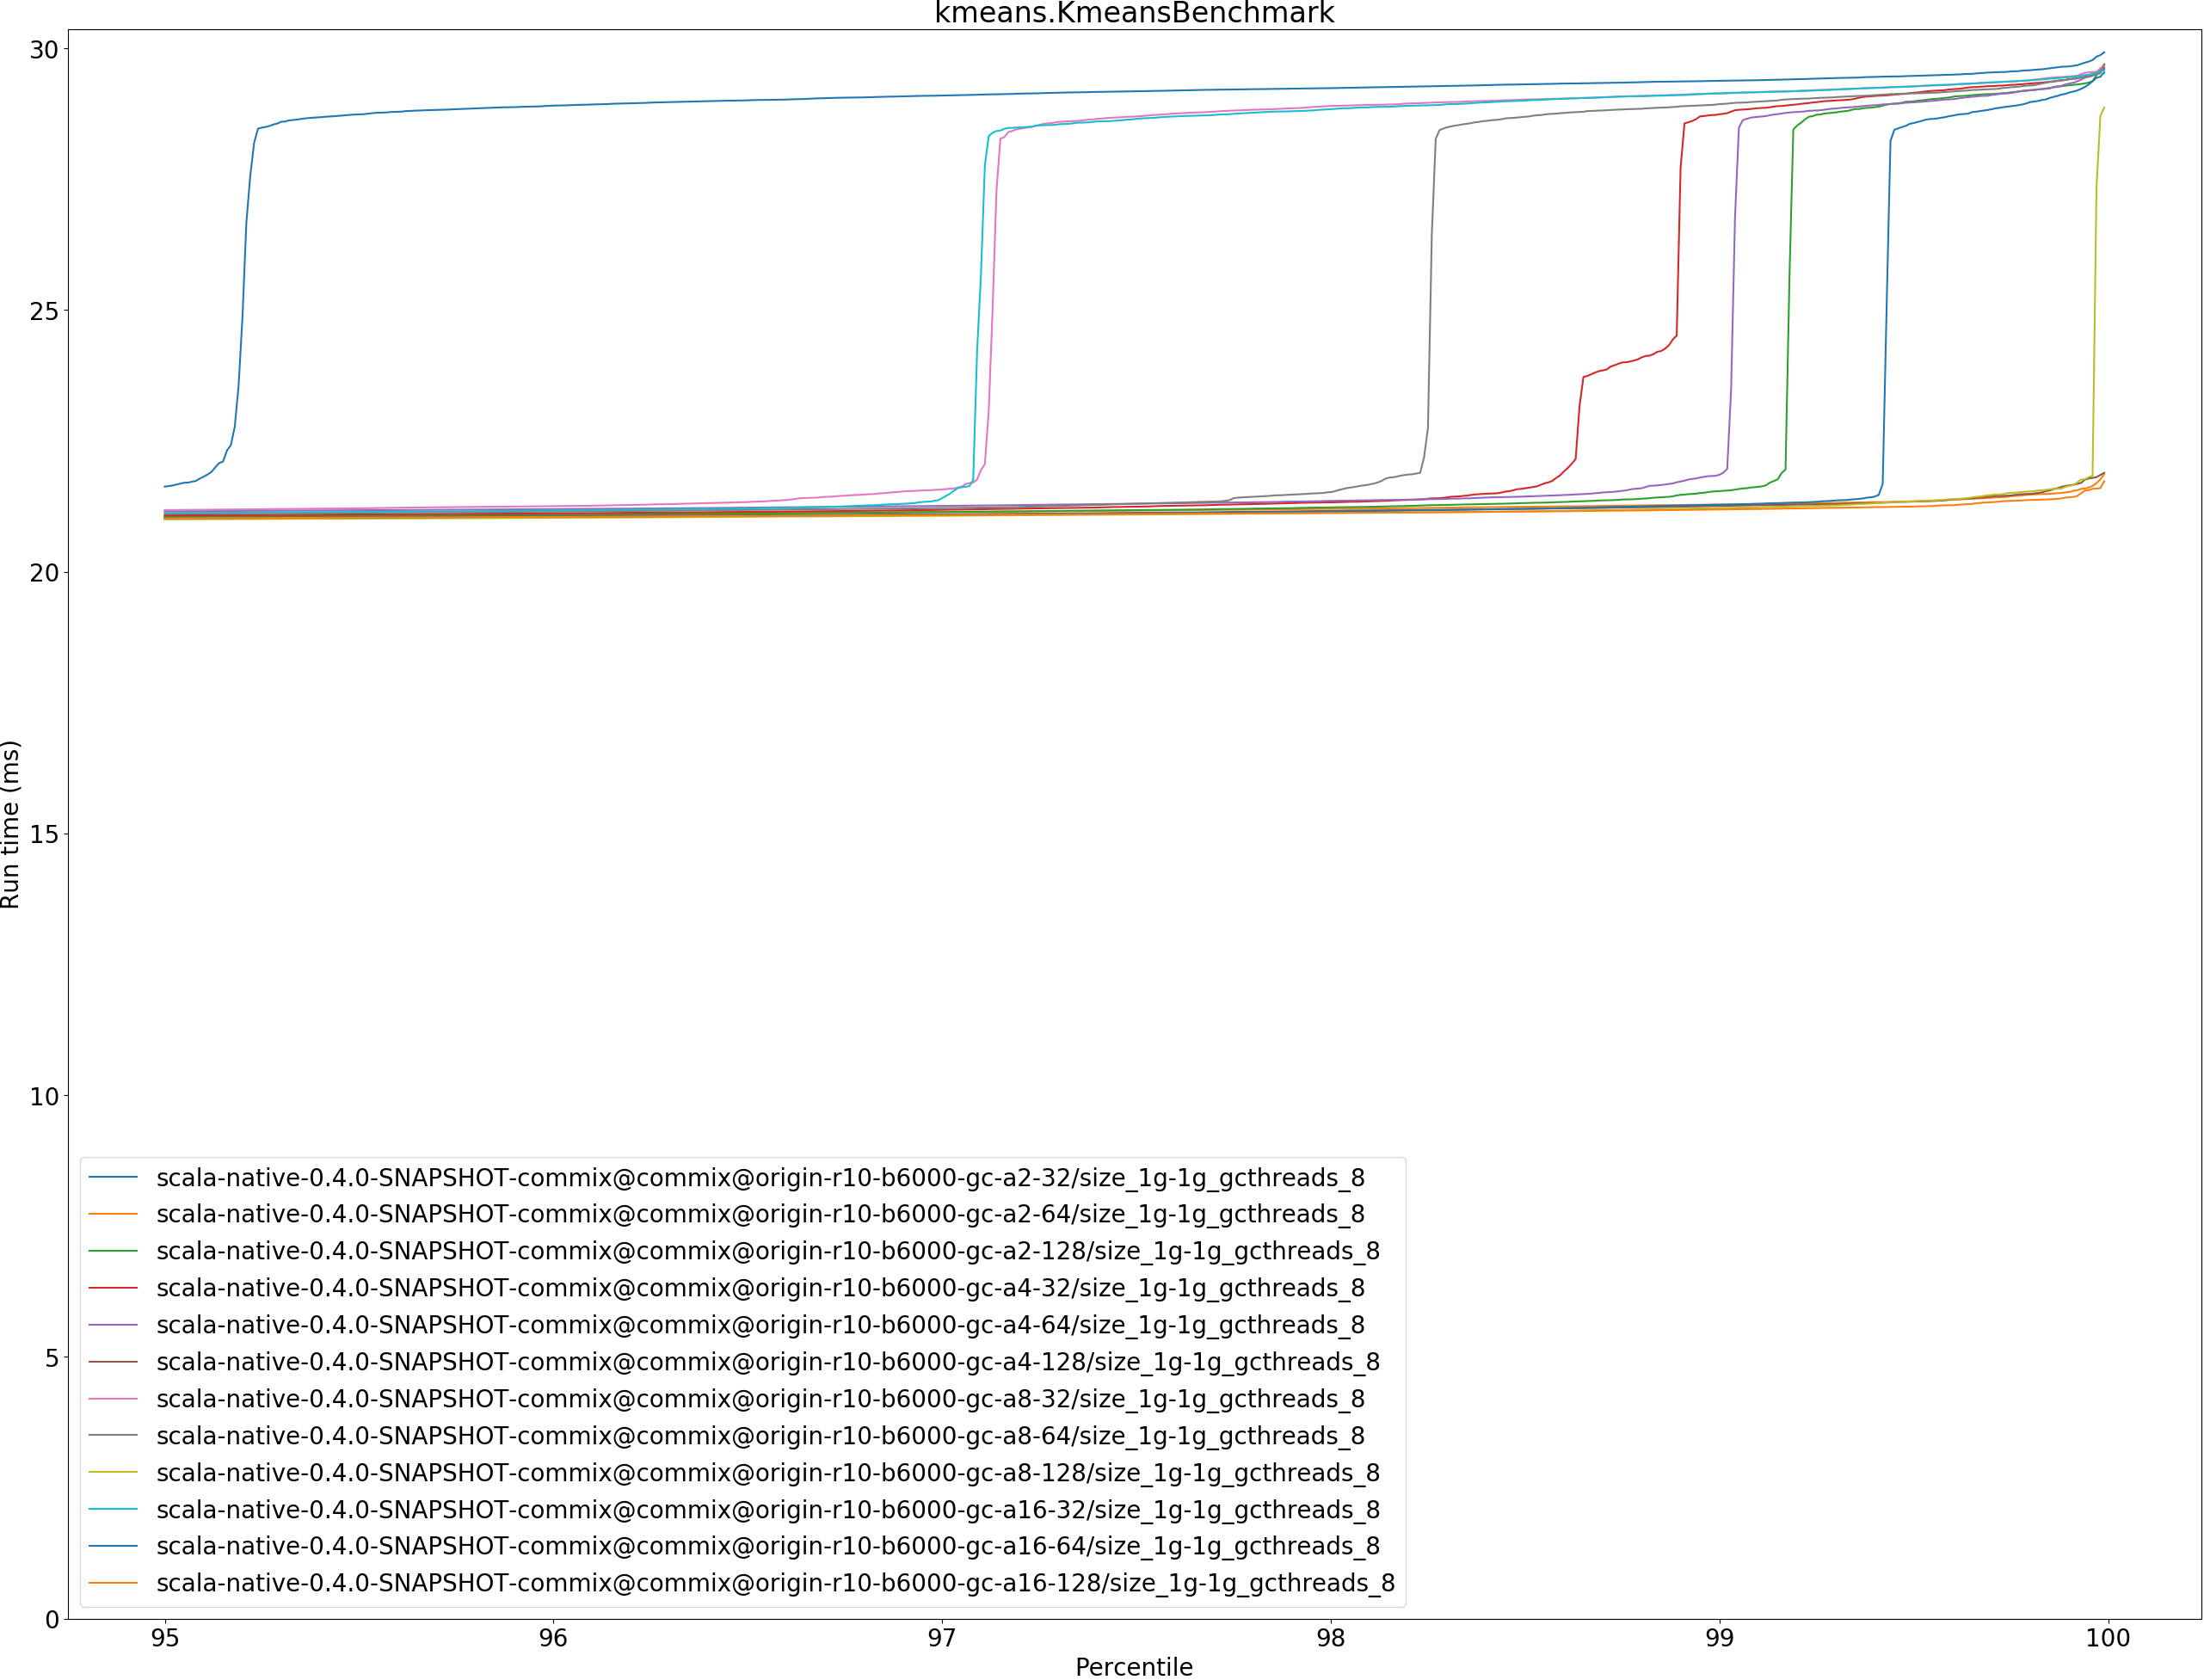 kmeans.KmeansBenchmark
30
25
20
15
10
5
0
Run time (ms)
scala-native-0.4.0-SNAPSHOT-commix@commix@origin-r10-b6000-gc-a2-32/size_1g-1g_gcthreads_8
scala-native-0.4.0-SNAPSHOT-commix@commix@origin-r10-b6000-gc-a2-64/size_1g-1g_gcthreads_8
scala-native-0.4.0-SNAPSHOT-commix@commix@origin-r10-b6000-gc-a2-128/size_1g-1g_gcthreads_8
scala-native-0.4.0-SNAPSHOT-commix@commix@origin-r10-b6000-gc-a4-32/size_1g-1g_gcthreads_8
scala-native-0.4.0-SNAPSHOT-commix@commix@origin-r10-b6000-gc-a4-64/size_1g-1g_gcthreads_8
scala-native-0.4.0-SNAPSHOT-commix@commix@origin-r10-b6000-gc-a4-128/size_1g-1g_gcthreads_8
scala-native-0.4.0-SNAPSHOT-commix@commix@origin-r10-b6000-gc-a8-32/size_1g-1g_gcthreads_8
scala-native-0.4.0-SNAPSHOT-commix@commix@origin-r10-b6000-gc-a8-64/size_1g-1g_gcthreads_8
scala-native-0.4.0-SNAPSHOT-commix@commix@origin-r10-b6000-gc-a8-128/size_1g-1g_gcthreads_8
scala-native-0.4.0-SNAPSHOT-commix@commix@origin-r10-b6000-gc-a16-32/size_1g-1g_gcthreads_8
scala-native-0.4.0-SNAPSHOT-commix@commix@origin-r10-b6000-gc-a16-64/size_1g-1g_gcthreads_8
scala-native-0.4.0-SNAPSHOT-commix@commix@origin-r10-b6000-gc-a16-128/size_1g-1g_gcthreads_8
95 96 97 98 99 100
Percentile